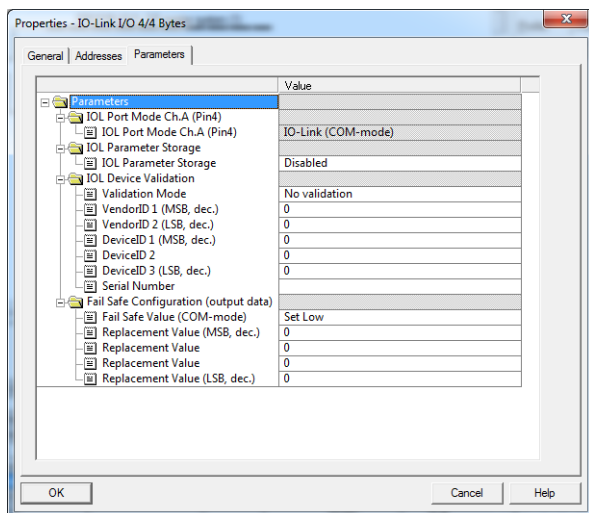 Properties - IO-Link I/O 4/4 Bytes
General Addresses Parameters
Value
Parameters
IOL Port Mode Ch.A (Pin4)
IOL Port Mode Ch.A (Pin4) IO-Link (COM-mode)
IOL Parameter Storage
IOL Parameter Storage Disabled
IOL Device Validation
Validation Mode No validation
VendorID 1 (MSB, dec.) 0
VendorID 2 (LSB, dec.) 0
DeviceID 1 (MSB, dec.) 0
DeviceID 2 0
DeviceID 3 (LSB, dec.) 0
Serial Number
Fail Safe Configuration (output data)
Fail Safe Value (COM-mode) Set Low
Replacement Value (MSB, dec.) 0
Replacement Value 0
Replacement Value 0
Replacement Value (LSB, dec.) 0
OK Cancel Help